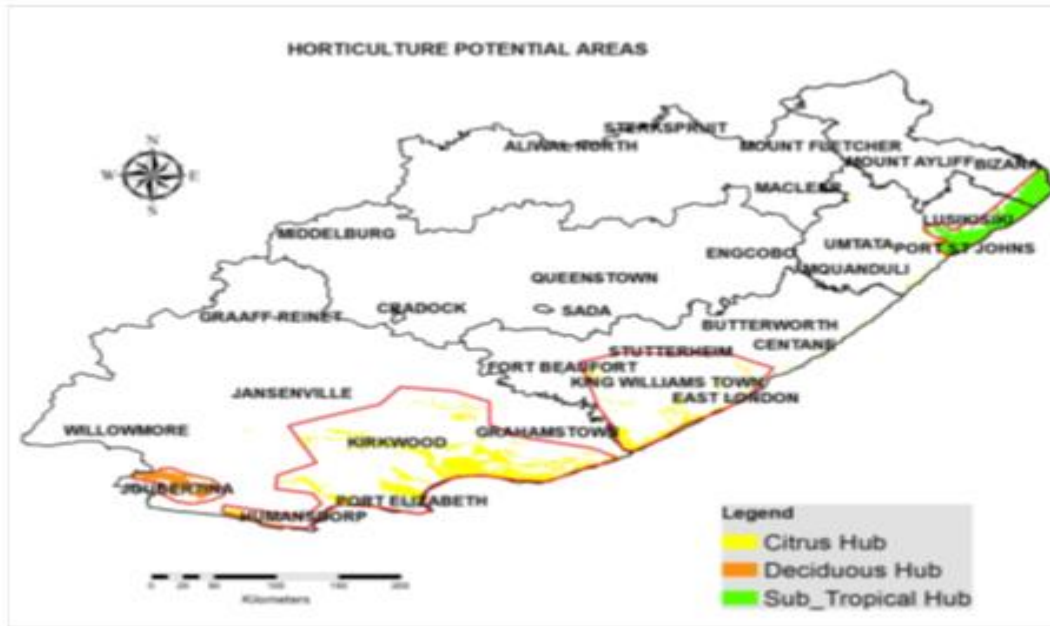 HORTICULTURE POTENTIAL AREAS
N
W E
S
STERKSPRUIT
ALIWAL NORTH
MOUNT FLETCHER
MOUNT AYLIFF
BIZANA
MACLEAR
LUSIKISIKI
MIDDELBURG
ENGCOBO
UMTATA
PORT ST JOHNS
MQUANDULI
QUEENSTOWN
GRAAFF-REINET
CRADOCK
SADA
BUTTERWORTH
CENTANE
STUTTERHEIM
FORT BEAUFORT
KING WILLIAMS TOWN
JANSENVILLE
EAST LONDON
WILLOWMORE
KIRKWOOD
GRAHAMSTOWN
JOUBERTINA
PORT ELIZABETH
HUMANSDORP
Legend
Citrus Hub
Deciduous Hub
Sub_Tropical Hub
Kilometers